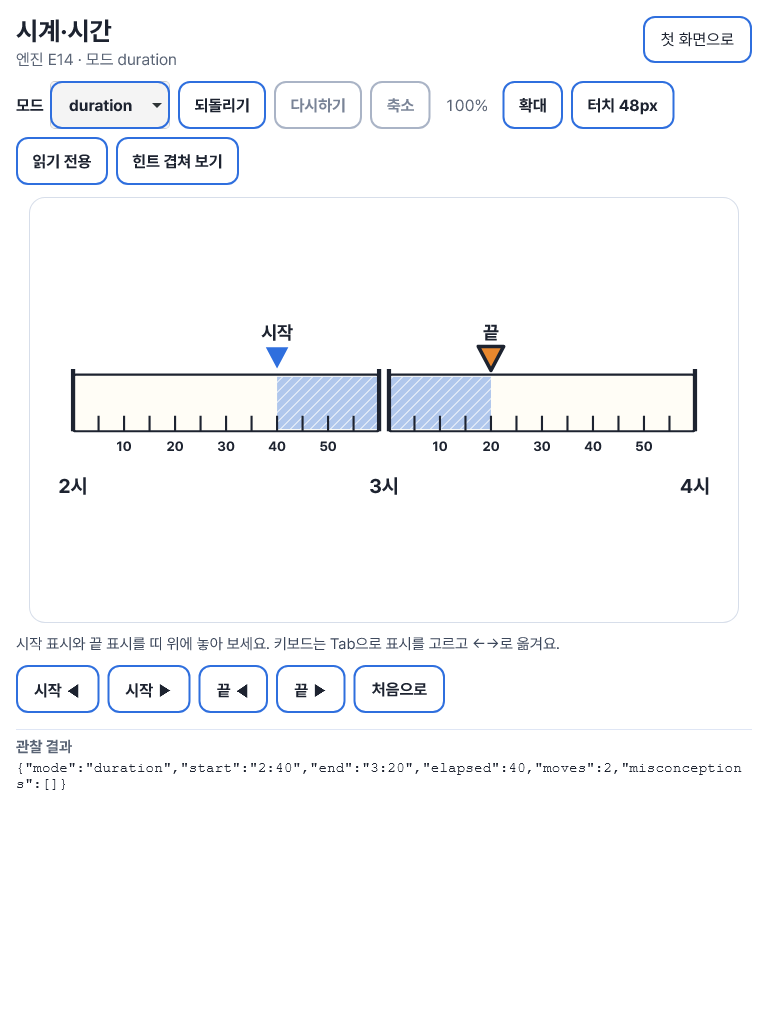 시계·시간
엔진 E14 · 모드 duration
첫 화면으로
모드 duration 되돌리기 다시하기 축소 100% 확대 터치 48px
읽기 전용 힌트 겹쳐 보기
시작 끝
10 20 30 40 50 10 20 30 40 50
2시 3시 4시
시작 표시와 끝 표시를 띠 위에 놓아 보세요. 키보드는 Tab으로 표시를 고르고 ←→로 옮겨요.
시작 ◀ 시작 ▶ 끝 ◀ 끝 ▶ 처음으로
관찰 결과
{"mode":"duration","start":"2:40","end":"3:20","elapsed":40,"moves":2,"misconception
s":[]}